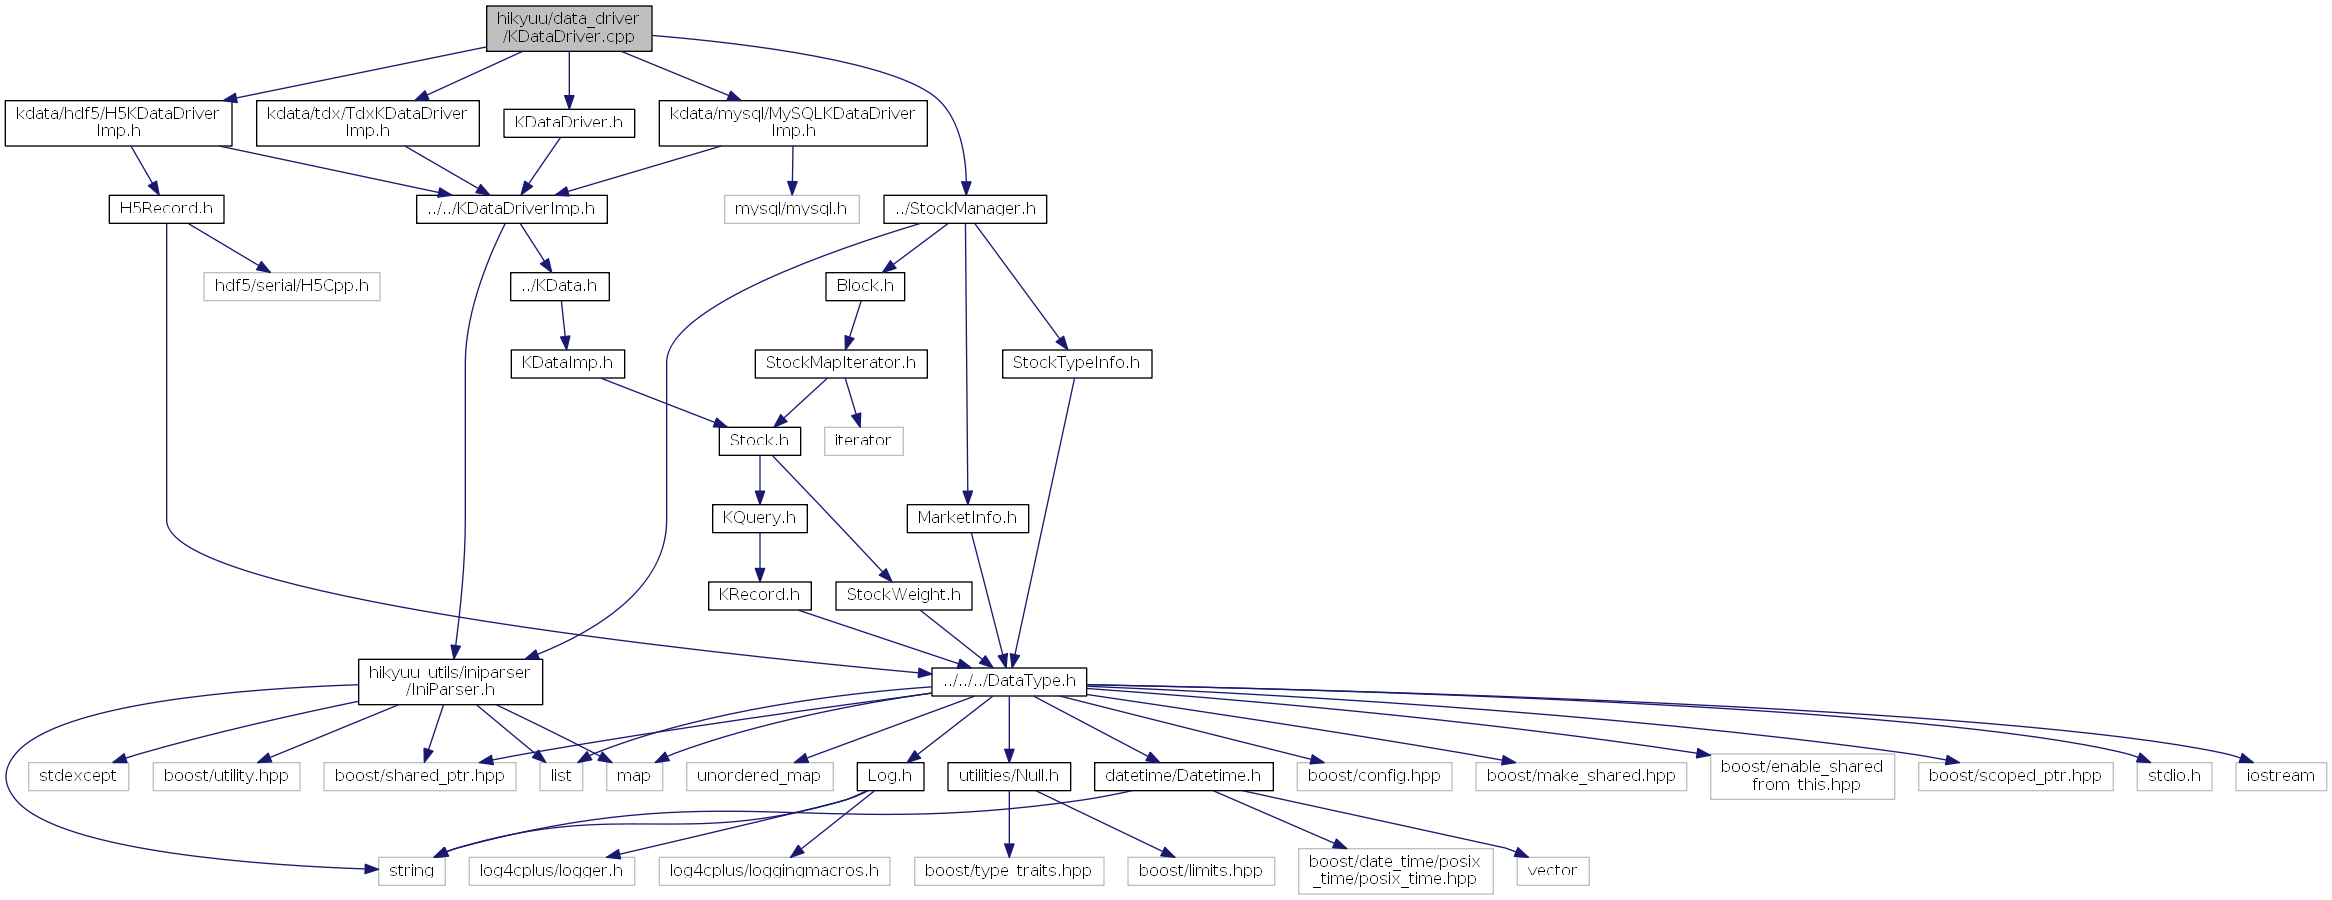 hikyuu/data_driver
/KDataDriver.cpp
kdata/hdf5/H5KDataDriver
Imp.h
kdata/tdx/TdxKDataDriver
Imp.h
KDataDriver.h
kdata/mysql/MySQLKDataDriver
Imp.h
H5Record.h
../../KDataDriverImp.h
mysql/mysql.h
../StockManager.h
hdf5/serial/H5Cpp.h
../KData.h
Block.h
KDataImp.h
StockMapIterator.h
StockTypeInfo.h
Stock.h
iterator
KQuery.h
MarketInfo.h
KRecord.h
StockWeight.h
hikyuu_utils/iniparser
/IniParser.h
../../../DataType.h
stdexcept
boost/utility.hpp
boost/shared_ptr.hpp
list
map
unordered_map
Log.h
utilities/Null.h
datetime/Datetime.h
boost/config.hpp
boost/make_shared.hpp
boost/enable_shared
_from_this.hpp
boost/scoped_ptr.hpp
stdio.h
iostream
string
log4cplus/logger.h
log4cplus/loggingmacros.h
boost/type_traits.hpp
boost/limits.hpp
boost/date_time/posix
_time/posix_time.hpp
vector